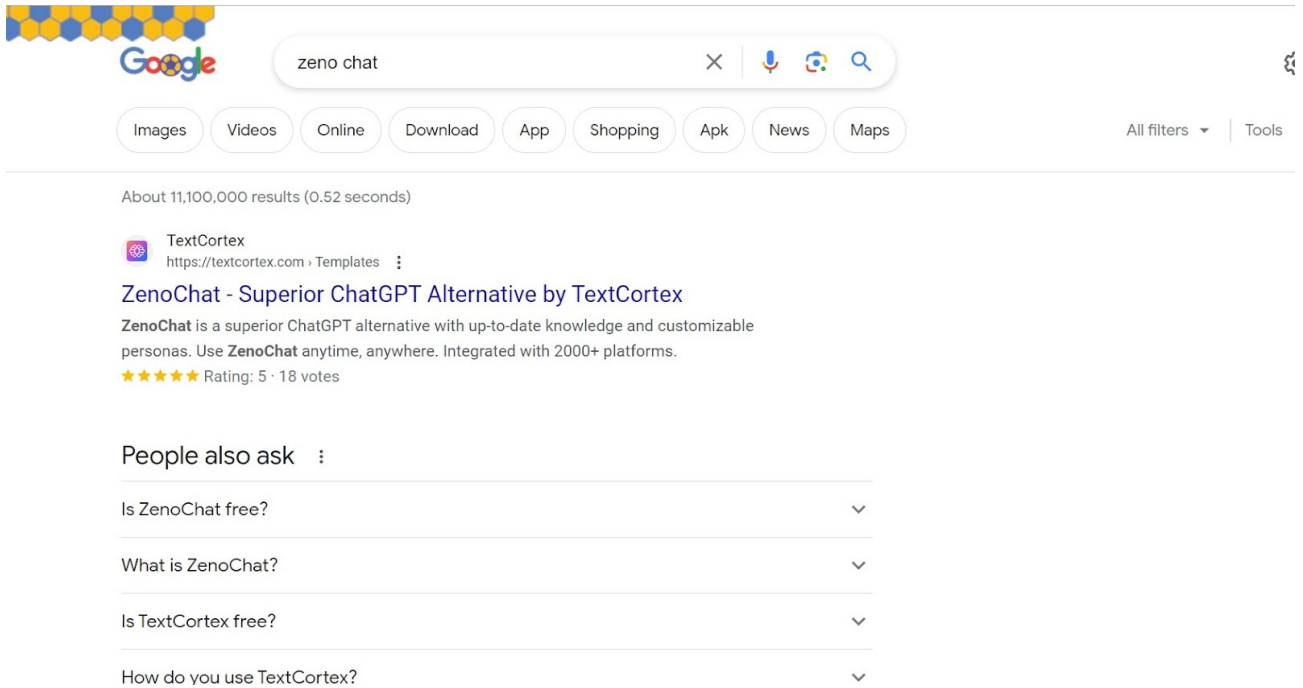 Google
zeno chat
Images Videos Online Download App Shopping Apk News Maps All filters Tools
About 11,100,000 results (0.52 seconds)
TextCortex
https://textcortex.com › Templates
ZenoChat - Superior ChatGPT Alternative by TextCortex
ZenoChat is a superior ChatGPT alternative with up-to-date knowledge and customizable
personas. Use ZenoChat anytime, anywhere. Integrated with 2000+ platforms.
Rating: 5 · 18 votes
People also ask
Is ZenoChat free?
What is ZenoChat?
Is TextCortex free?
How do you use TextCortex?